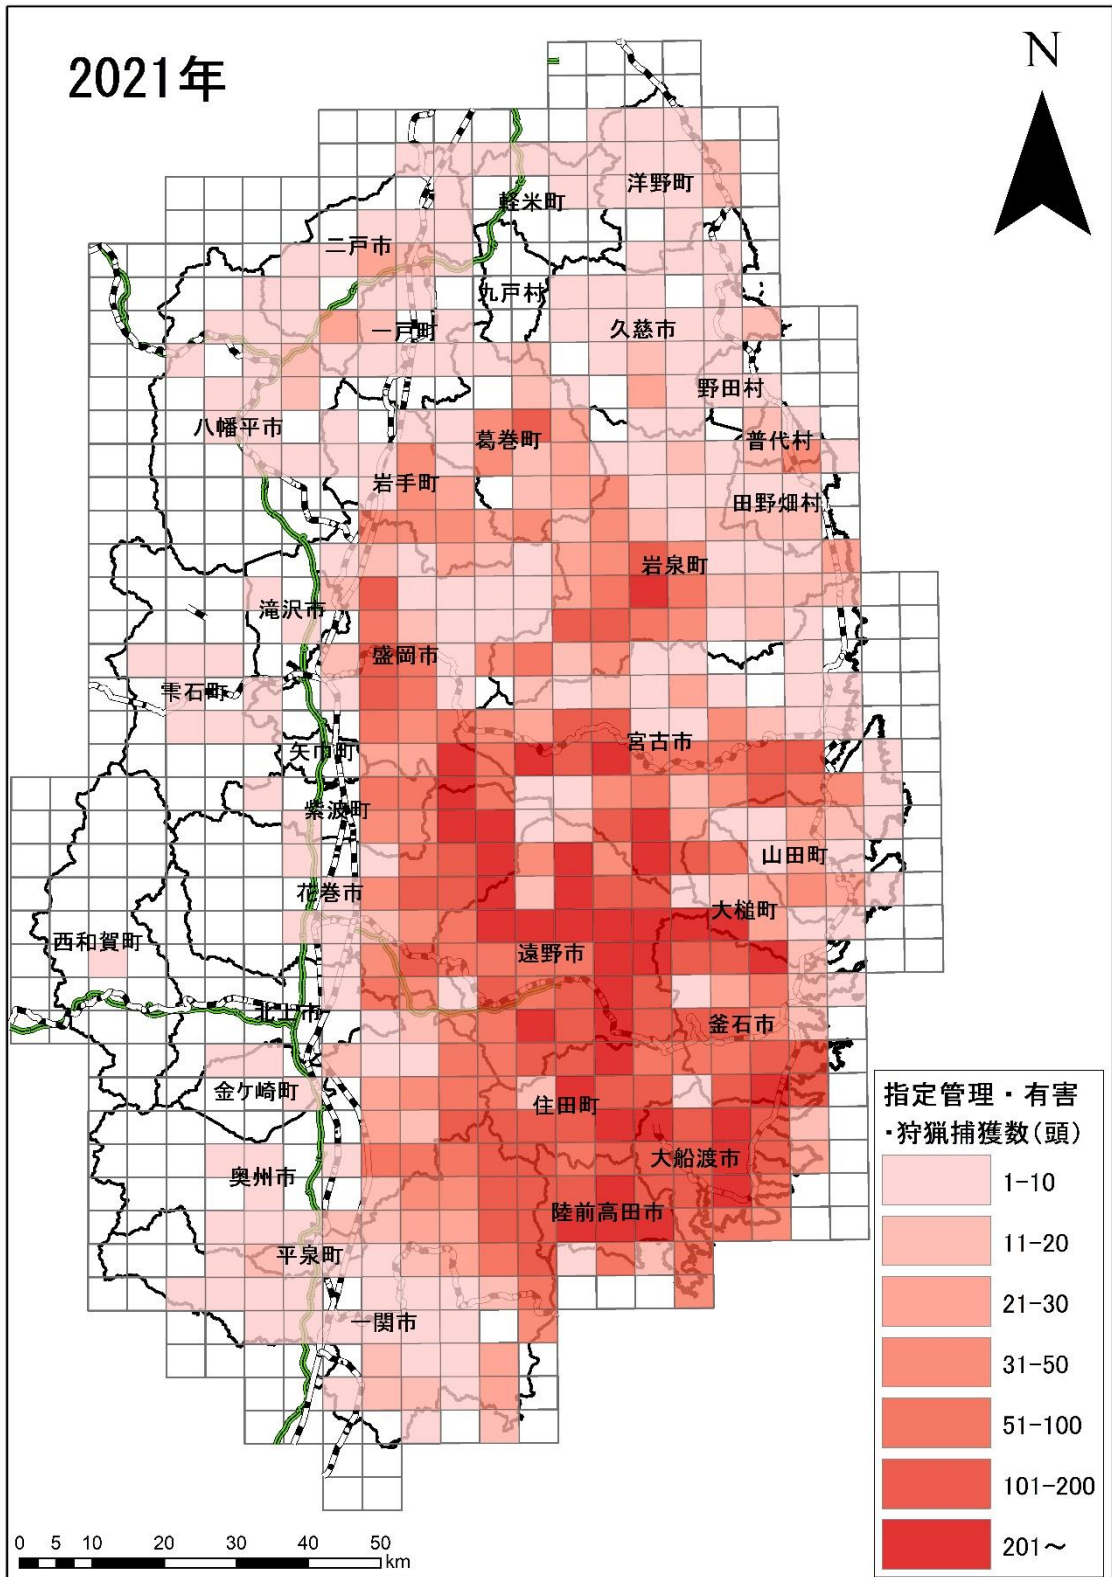 2021年
N
洋野町
軽米町
二戸市
九戸村
一戸町
久慈市
野田村
八幡平市
葛巻町
普代村
岩手町
田野畑村
岩泉町
滝沢市
盛岡市
雫石町
宮古市
矢巾町
紫波町
山田町
花巻市
大槌町
西和賀町
遠野市
北上市
釜石市
金ケ崎町
住田町
大船渡市
奥州市
陸前高田市
平泉町
一関市
指定管理・有害
・狩猟捕獲数(頭)
1-10
11-20
21-30
31-50
51-100
101-200
201～
0 5 10 20 30 40 50
km